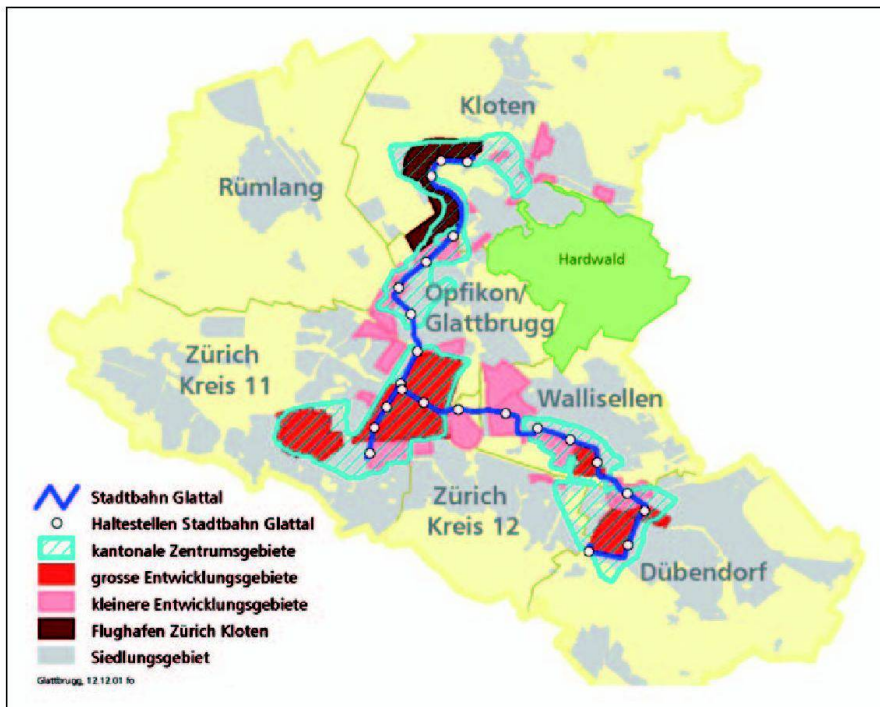 Kloten
Rümlang
Hardwald
Opfikon/
Glattbrugg
Zürich
Kreis 11
Wallisellen
Zürich
Kreis 12
Dübendorf
Stadtbahn Glattal
Haltestellen Stadtbahn Glattal
kantonale Zentrumsgebiete
grosse Entwicklungsgebiete
kleinere Entwicklungsgebiete
Flughafen Zürich Kloten
Siedlungsgebiet
Glattbrugg, 12.12.01 fo